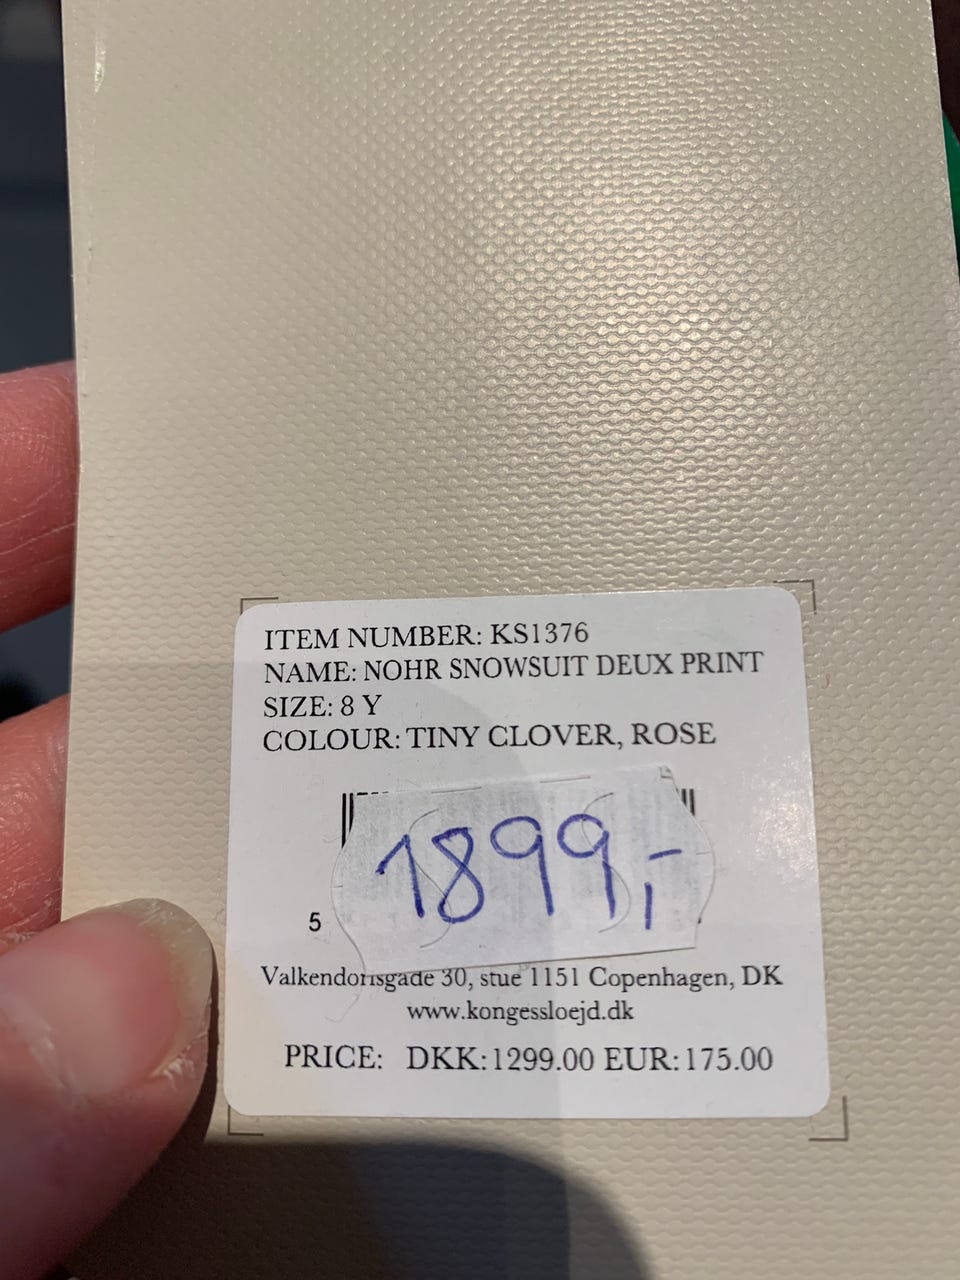 ITEM NUMBER: KS1376
NAME: NOHR SNOWSUIT DEUX PRINT
SIZE: 8 Y
COLOUR: TINY CLOVER, ROSE
1899,-
5
Valkendorfsgade 30, stue 1151 Copenhagen, DK
www.kongessloejd.dk
PRICE: DKK: 1299.00 EUR: 175.00